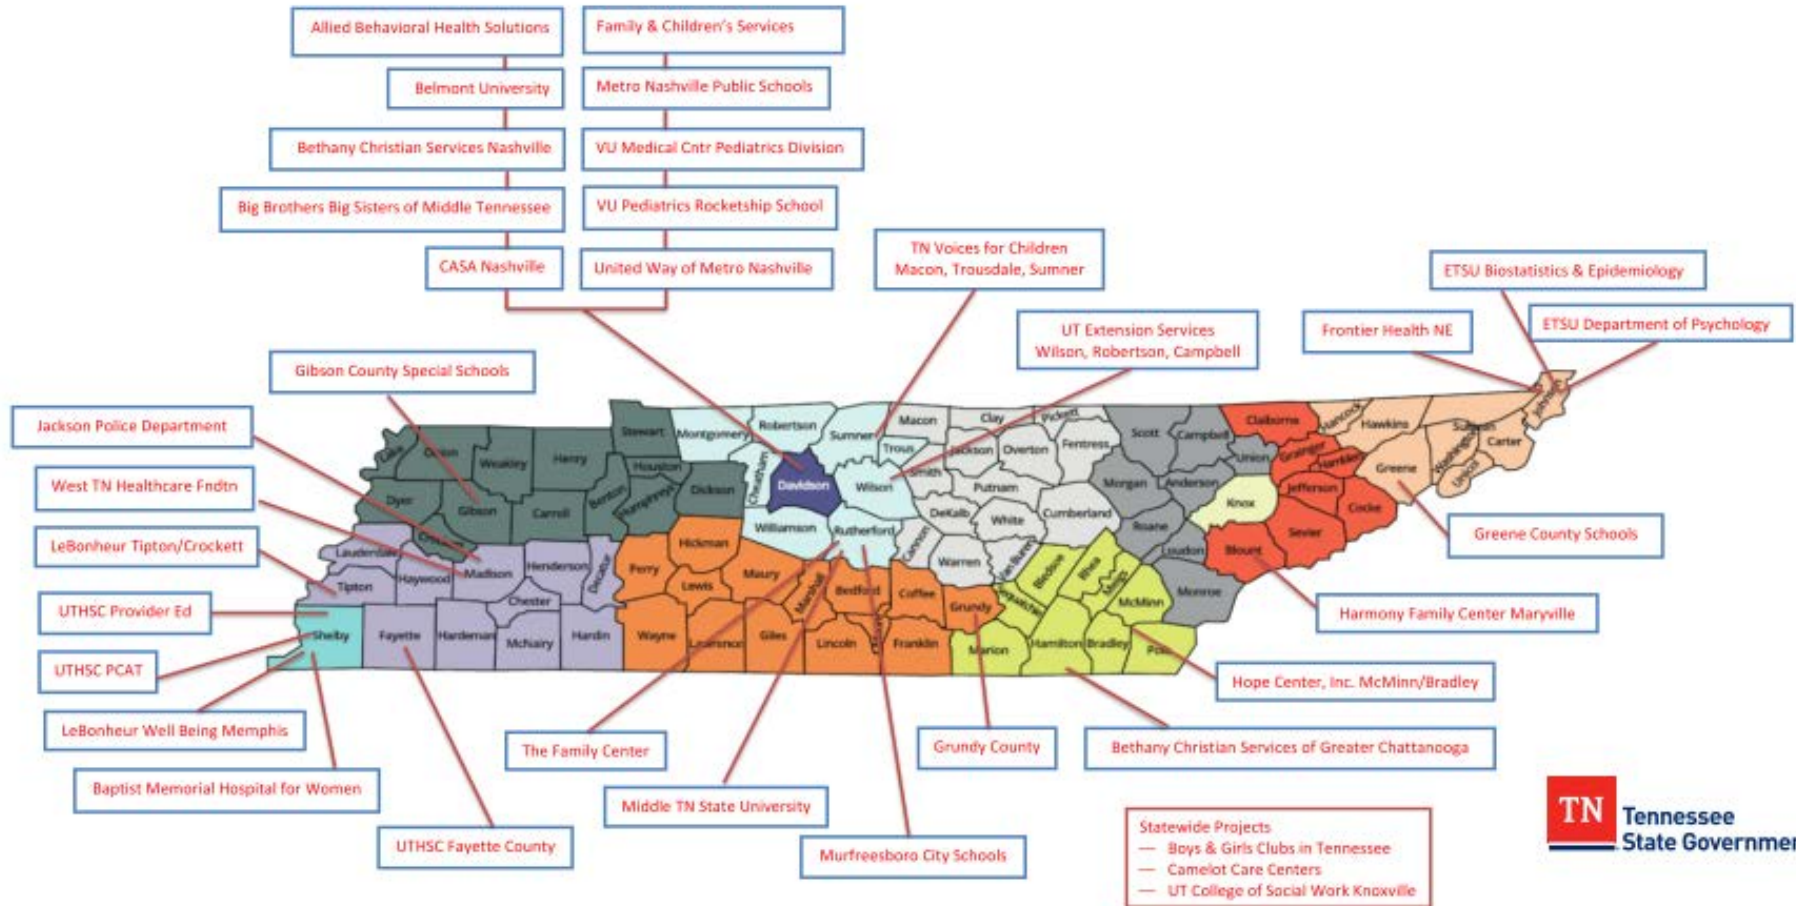 Allied Behavioral Health Solutions
Family & Children's Services
Belmont University
Metro Nashville Public Schools
Bethany Christian Services Nashville
VU Medical Cntr Pediatrics Division
Big Brothers Big Sisters of Middle Tennessee
VU Pediatrics Rocketship School
CASA Nashville
United Way of Metro Nashville
TN Voices for Children
Macon, Trousdale, Sumner
ETSU Biostatistics & Epidemiology
UT Extension Services
Wilson, Robertson, Campbell
Frontier Health NE
ETSU Department of Psychology
Gibson County Special Schools
Jackson Police Department
West TN Healthcare Fndtn
LeBonheur Tipton/Crockett
UTHSC Provider Ed
UTHSC PCAT
LeBonheur Well Being Memphis
Baptist Memorial Hospital for Women
UTHSC Fayette County
The Family Center
Middle TN State University
Murfreesboro City Schools
Grundy County
Bethany Christian Services of Greater Chattanooga
Hope Center, Inc. McMinn/Bradley
Harmony Family Center Maryville
Greene County Schools
Lake
Weakley
Henry
Stewart
Houston
Montgomery
Robertson
Sumner
Macon
Trous
Clay
Pickett
Scott
Campbell
Claiborne
Hancock
Hawkins
Johnson
Carter
Washington
Unicoi
Greene
Dyer
Gibson
Carroll
Benton
Humphreys
Dickson
Cheatham
Davidson
Wilson
Smith
Jackson
Overton
Fentress
Putnam
Morgan
Anderson
Union
Grainger
Hamblen
Jefferson
Cocke
Knox
Sevier
Blount
Loudon
Roane
Cumberland
White
DeKalb
Cannon
Warren
Van Buren
Rutherford
Williamson
Hickman
Lauderdale
Tipton
Haywood
Madison
Henderson
Decatur
Chester
Perry
Lewis
Maury
Marshall
Bedford
Coffee
Grundy
Bledsoe
Rhea
Meigs
McMinn
Monroe
Shelby
Fayette
Hardeman
McNairy
Hardin
Wayne
Giles
Lincoln
Franklin
Marion
Hamilton
Bradley
Statewide Projects
— Boys & Girls Clubs in Tennessee
— Camelot Care Centers
— UT College of Social Work Knoxville
TN
Tennessee
State Governmen